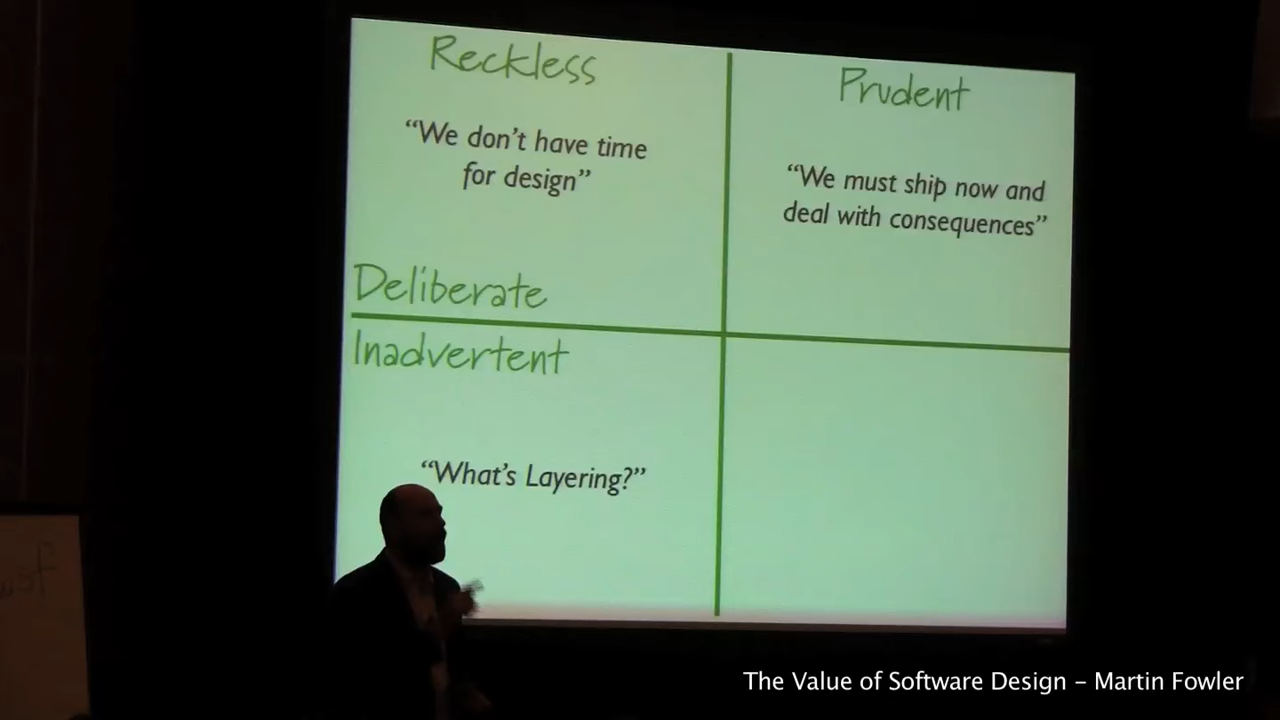 Reckless
Prudent
“We don’t have time
for design”
“We must ship now and
deal with consequences”
Deliberate
Inadvertent
“What’s Layering?”
The Value of Software Design – Martin Fowler